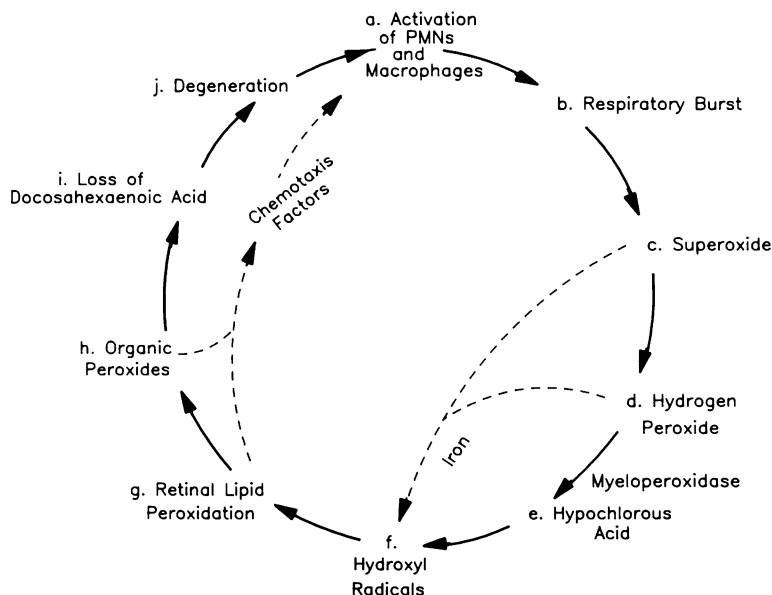 a. Activation
of PMNs
and
Macrophages
b. Respiratory Burst
c. Superoxide
d. Hydrogen
Peroxide
Myeloperoxidase
e. Hypochlorous
Acid
Iron
f.
Hydroxyl
Radicals
g. Retinal Lipid
Peroxidation
h. Organic
Peroxides
i. Loss of
Docosahexaenoic Acid
j. Degeneration
Chemotaxis
Factors